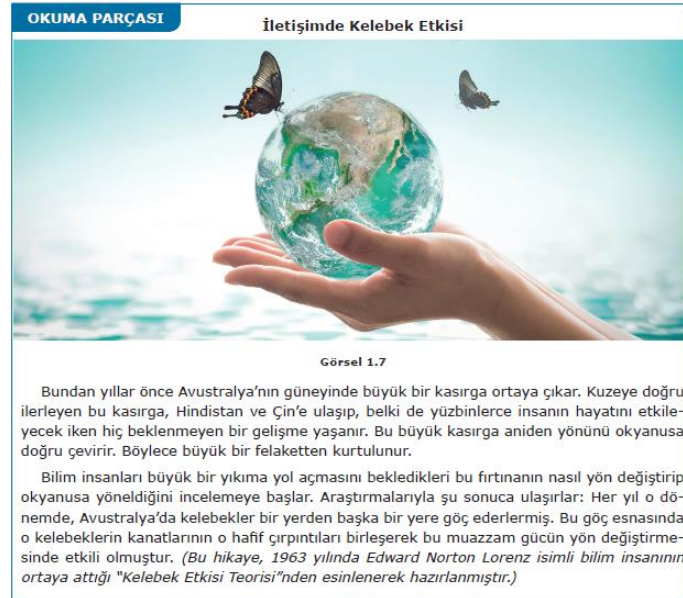 OKUMA PARÇASI
İletişimde Kelebek Etkisi
Görsel 1.7
Bundan yıllar önce Avustralya’nın güneyinde büyük bir kasırga ortaya çıkar. Kuzeye doğru
ilerleyen bu kasırga, Hindistan ve Çin’e ulaşıp, belki de yüzbinlerce insanın hayatını etkile-
yecek iken hiç beklenmeyen bir gelişme yaşanır. Bu büyük kasırga aniden yönünü okyanusa
doğru çevirir. Böylece büyük bir felaketten kurtulunur.
Bilim insanları büyük bir yıkıma yol açmasını bekledikleri bu fırtınanın nasıl yön değiştirip
okyanusa yöneldiğini incelemeye başlar. Araştırmalarıyla şu sonuca ulaşırlar: Her yıl o dö-
nemde, Avustralya’da kelebekler bir yerden başka bir yere göç ederlermiş. Bu göç esnasında
o kelebeklerin kanatlarının o hafif çırpıntıları birleşerek bu muazzam gücün yön değiştirme-
sinde etkili olmuştur. (Bu hikaye, 1963 yılında Edward Norton Lorenz isimli bilim insanının
ortaya attığı “Kelebek Etkisi Teorisi”nden esinlenerek hazırlanmıştır.)